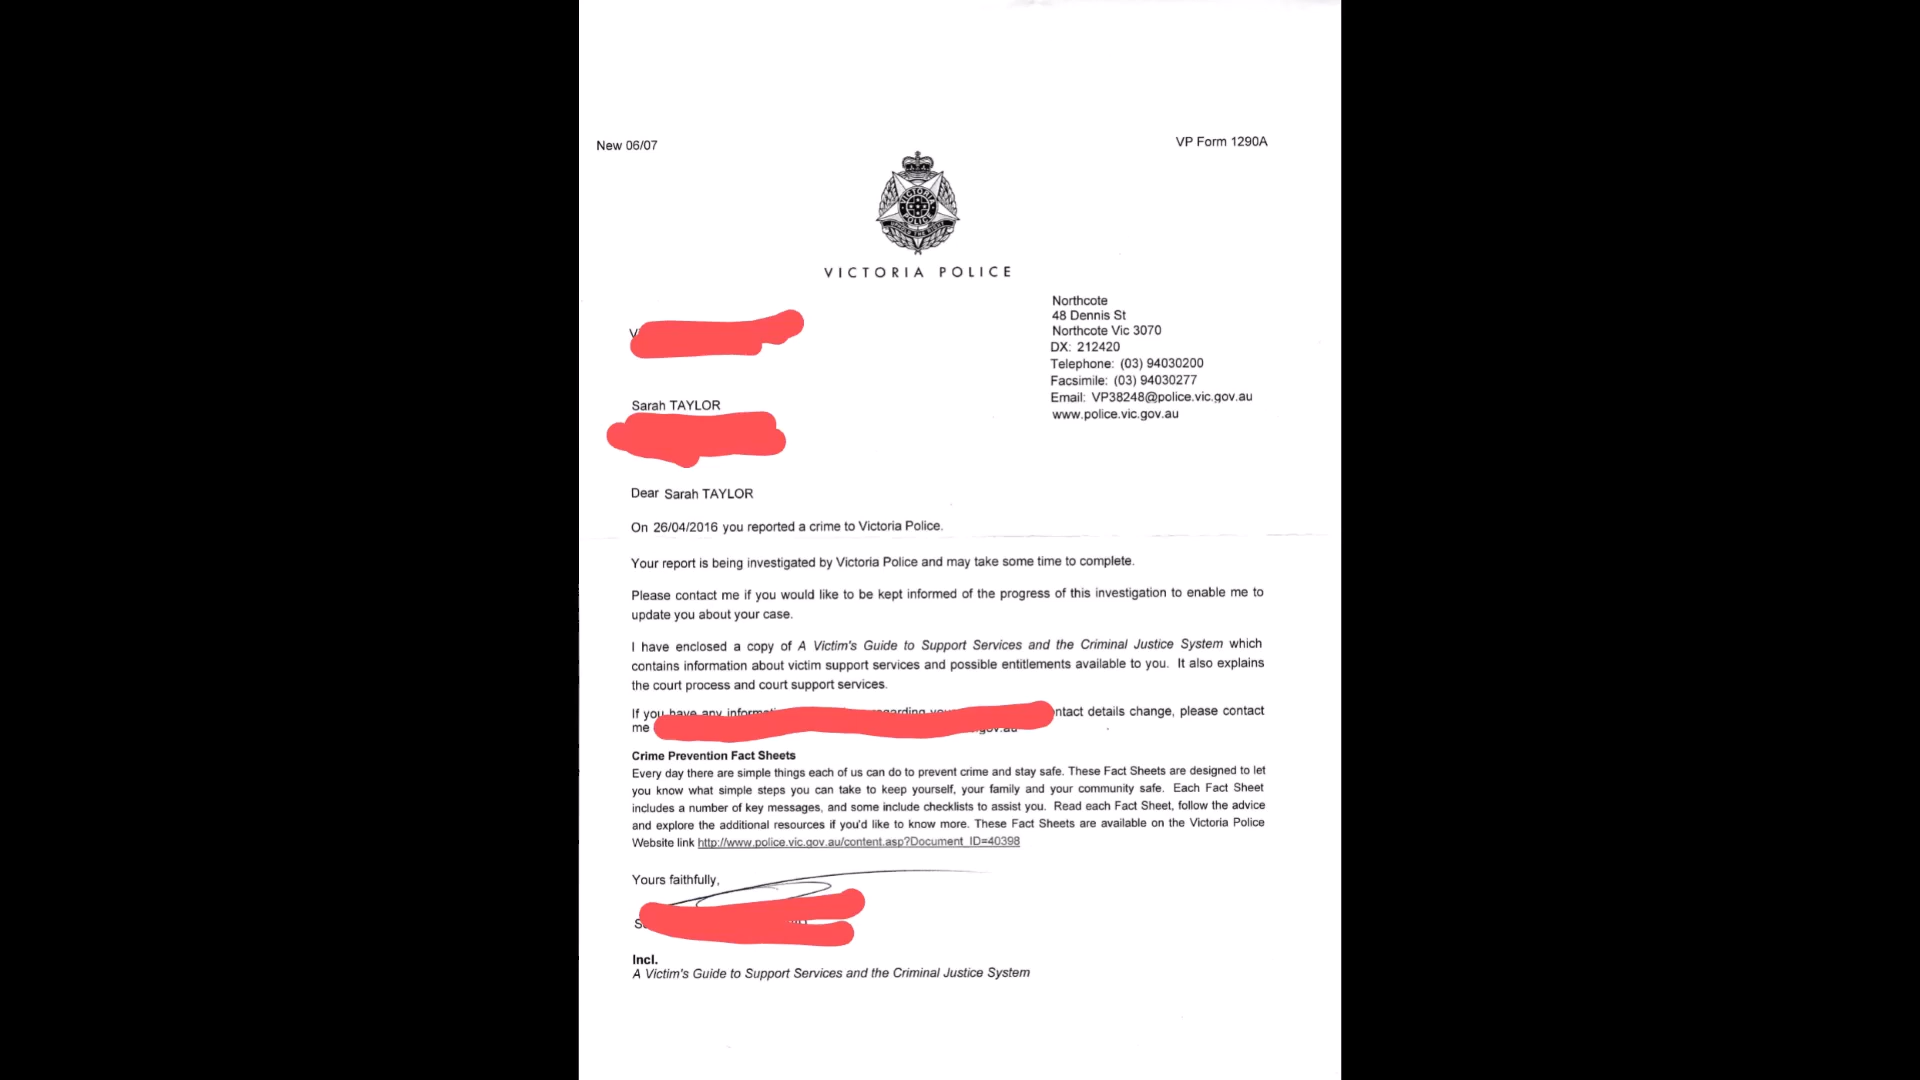 New 06/07
VP Form 1290A
VICTORIA POLICE
VICTORIA POLICE
Northcote
48 Dennis St
Northcote Vic 3070
DX: 212420
Telephone: (03) 94030200
Facsimile: (03) 94030277
Email: VP38248@police.vic.gov.au
www.police.vic.gov.au
Sarah TAYLOR
Dear Sarah TAYLOR
On 26/04/2016 you reported a crime to Victoria Police.
Your report is being investigated by Victoria Police and may take some time to complete.
Please contact me if you would like to be kept informed of the progress of this investigation to enable me to
update you about your case.
I have enclosed a copy of A Victim's Guide to Support Services and the Criminal Justice System which
contains information about victim support services and possible entitlements available to you. It also explains
the court process and court support services.
If you have any details change, please contact
me
Crime Prevention Fact Sheets
Every day there are simple things each of us can do to prevent crime and stay safe. These Fact Sheets are designed to let
you know what simple steps you can take to keep yourself, your family and your community safe. Each Fact Sheet
includes a number of key messages, and some include checklists to assist you. Read each Fact Sheet, follow the advice
and explore the additional resources if you'd like to know more. These Fact Sheets are available on the Victoria Police
Website link http://www.police.vic.gov.au/content.asp?Document_ID=40398
Yours faithfully,
Incl.
A Victim's Guide to Support Services and the Criminal Justice System